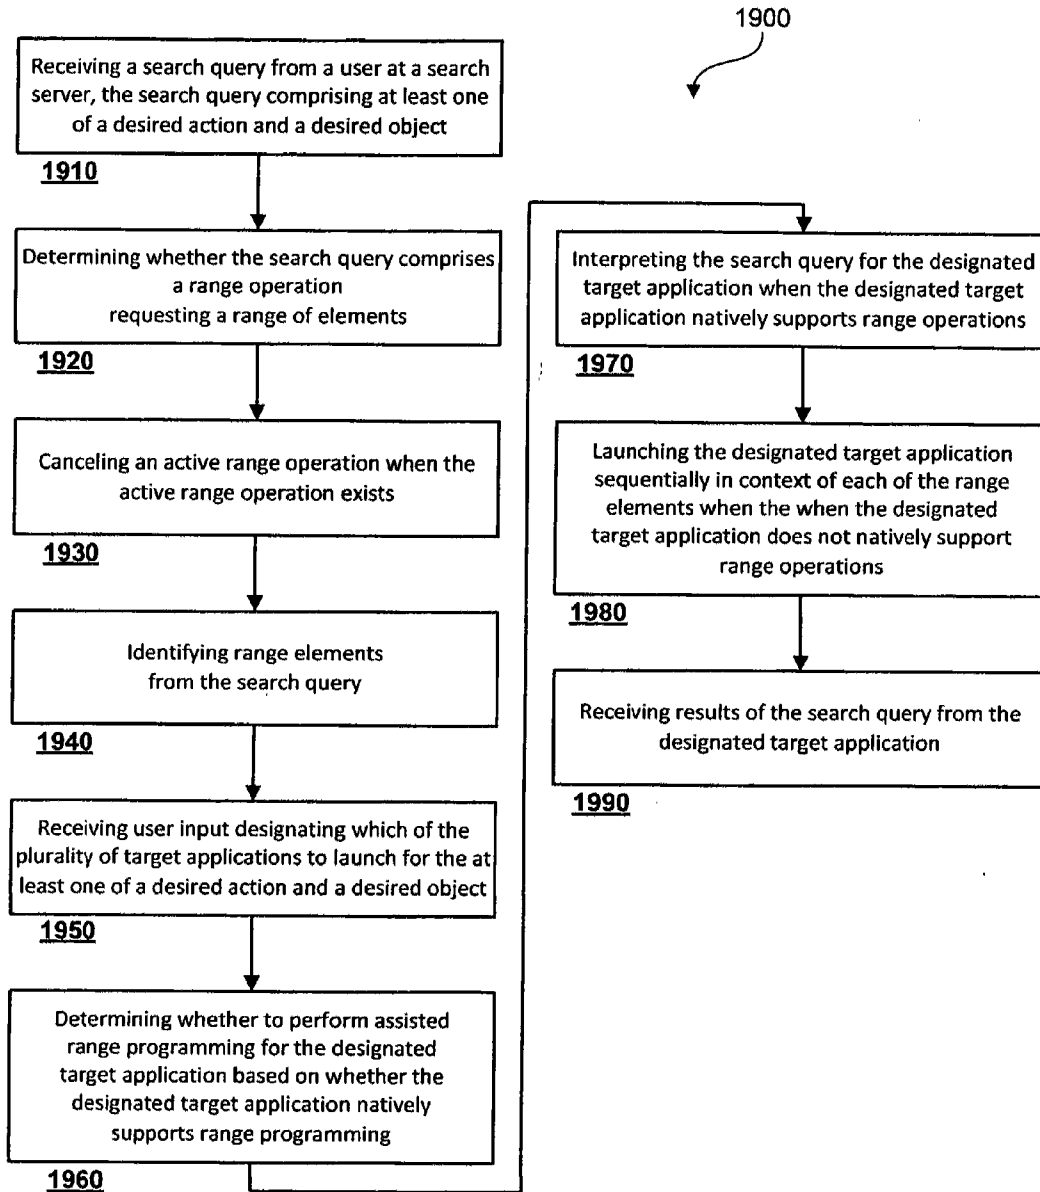 1900
Receiving a search query from a user at a search
server, the search query comprising at least one
of a desired action and a desired object
1910
Determining whether the search query comprises
a range operation
requesting a range of elements
1920
Canceling an active range operation when the
active range operation exists
1930
Identifying range elements
from the search query
1940
Receiving user input designating which of the
plurality of target applications to launch for the at
least one of a desired action and a desired object
1950
Determining whether to perform assisted
range programming for the designated
target application based on whether the
designated target application natively
supports range programming
1960
Interpreting the search query for the designated
target application when the designated target
application natively supports range operations
1970
Launching the designated target application
sequentially in context of each of the range
elements when the when the designated
target application does not natively support
range operations
1980
Receiving results of the search query from the
designated target application
1990